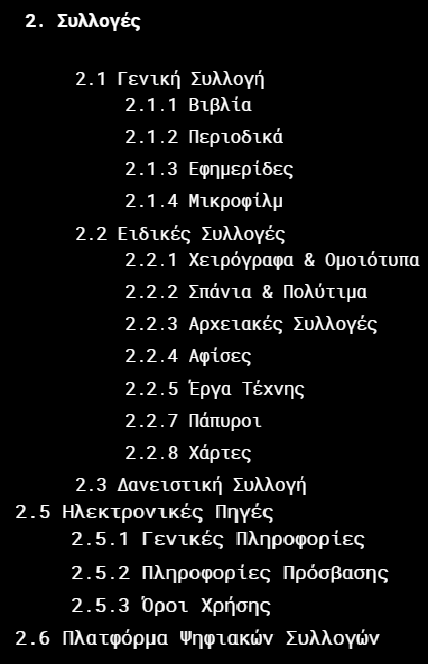 2. Συλλογές
2.1 Γενική Συλλογή
2.1.1 Βιβλία
2.1.2 Περιοδικά
2.1.3 Εφημερίδες
2.1.4 Μικροφίλμ
2.2 Ειδικές Συλλογές
2.2.1 Χειρόγραφα & Ομοιότυπα
2.2.2 Σπάνια & Πολύτιμα
2.2.3 Αρχειακές Συλλογές
2.2.4 Αφίσες
2.2.5 Έργα Τέχνης
2.2.7 Πάπυροι
2.2.8 Χάρτες
2.3 Δανειστική Συλλογή
2.5 Ηλεκτρονικές Πηγές
2.5.1 Γενικές Πληροφορίες
2.5.2 Πληροφορίες Πρόσβασης
2.5.3 Όροι Χρήσης
2.6 Πλατφόρμα Ψηφιακών Συλλογών